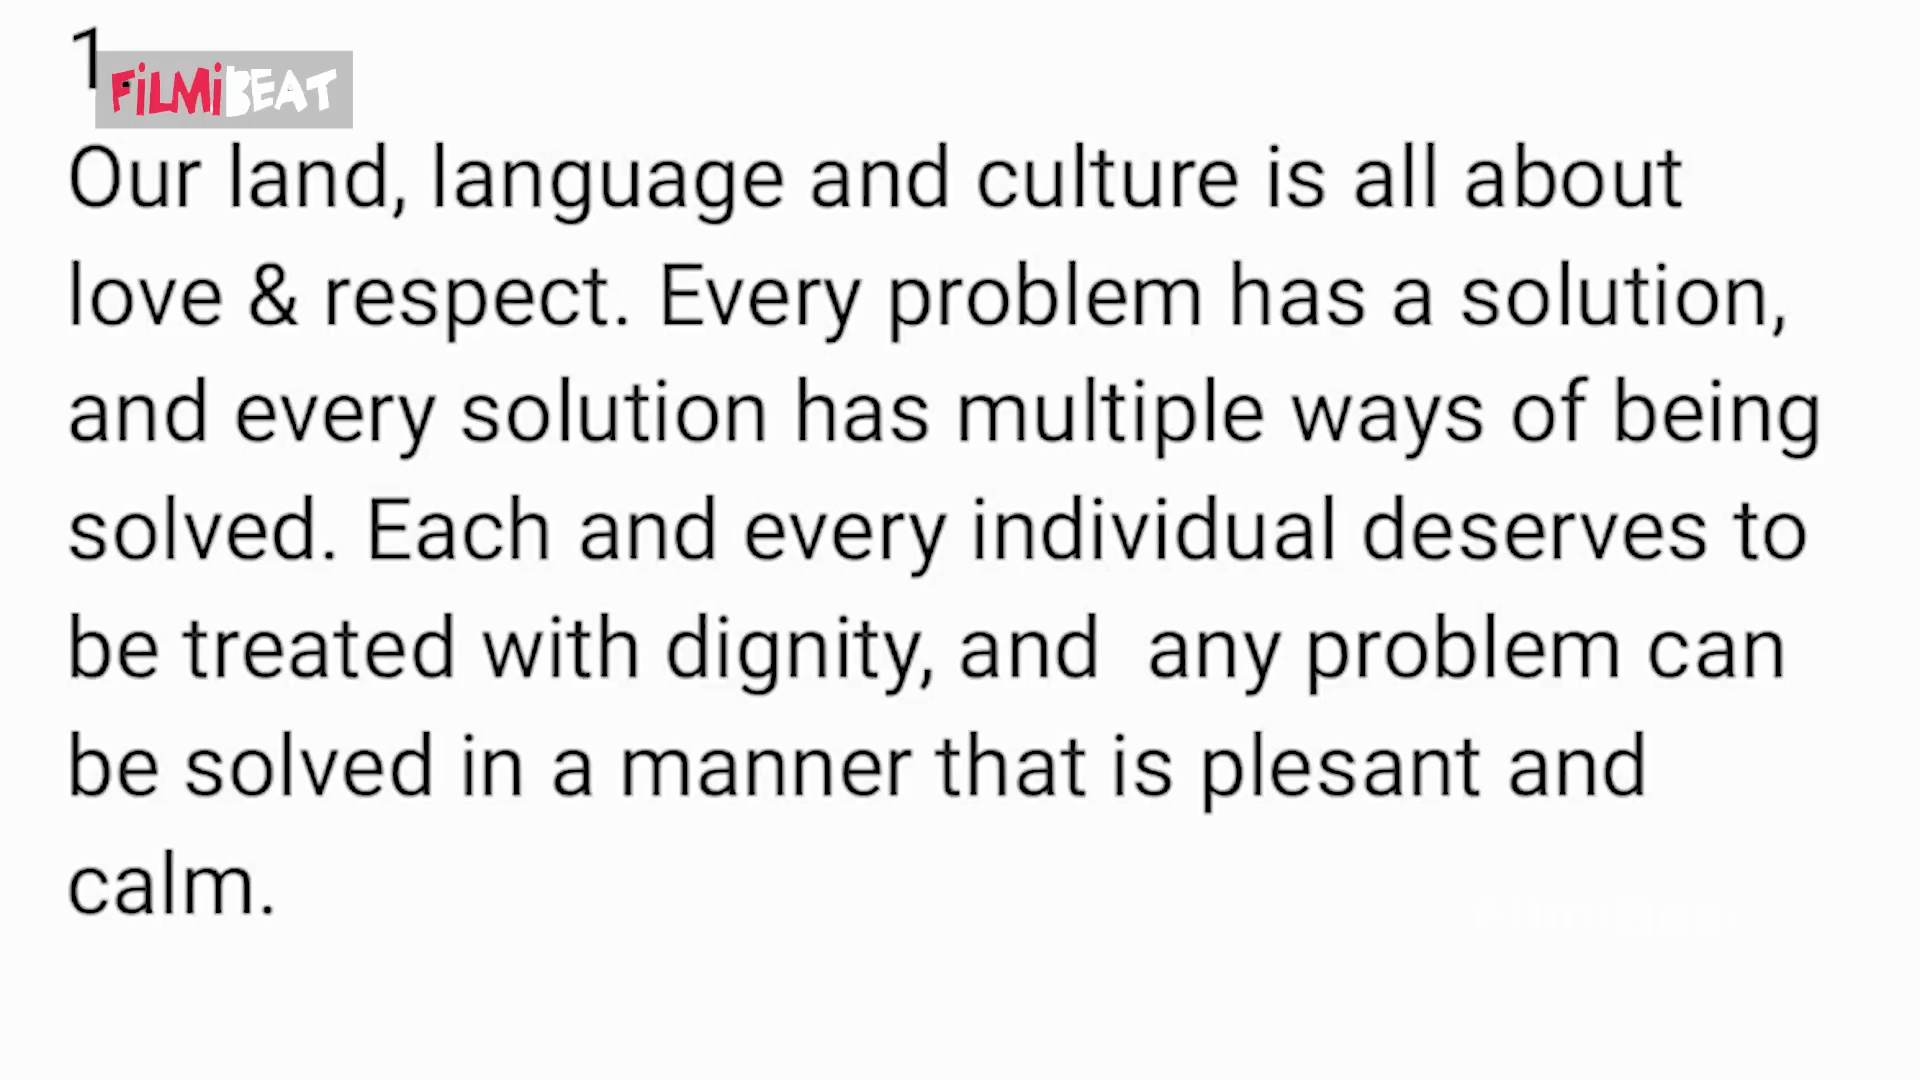 1
FiLMiBEAT
Our land, language and culture is all about
love & respect. Every problem has a solution,
and every solution has multiple ways of being
solved. Each and every individual deserves to
be treated with dignity, and  any problem can
be solved in a manner that is plesant and
calm.